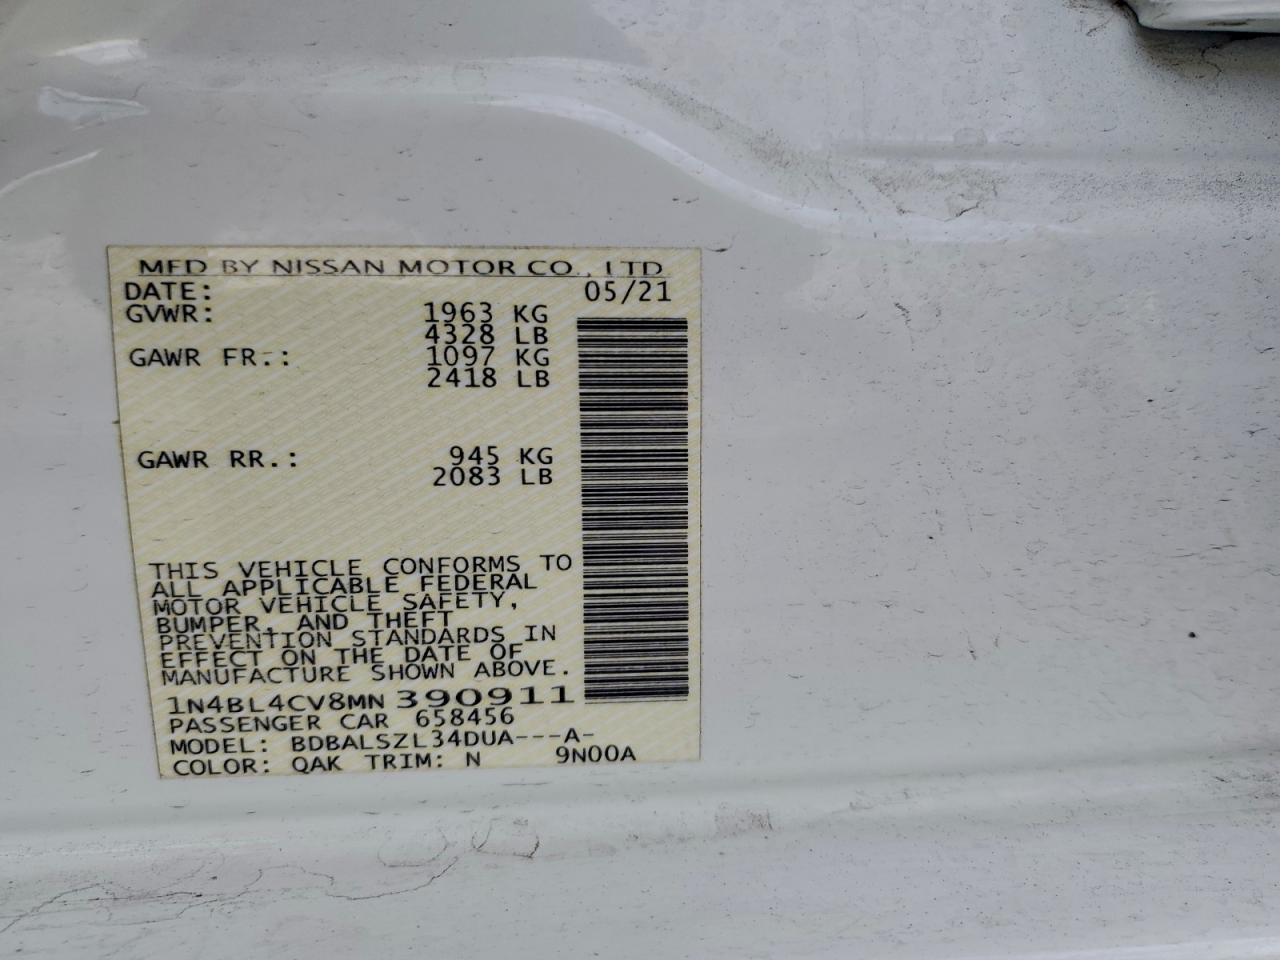 MFD BY NISSAN MOTOR CO., LTD
DATE: 05/21
GVWR: 1963 KG
4328 LB
GAWR FR.: 1097 KG
2418 LB
GAWR RR.: 945 KG
2083 LB
THIS VEHICLE CONFORMS TO
ALL APPLICABLE FEDERAL
MOTOR VEHICLE SAFETY,
BUMPER, AND THEFT
PREVENTION STANDARDS IN
EFFECT ON THE DATE OF
MANUFACTURE SHOWN ABOVE.
1N4BL4CV8MN390911
PASSENGER CAR 658456
MODEL: BDBALSZL34DUA---A-
COLOR: QAK TRIM: N 9N00A